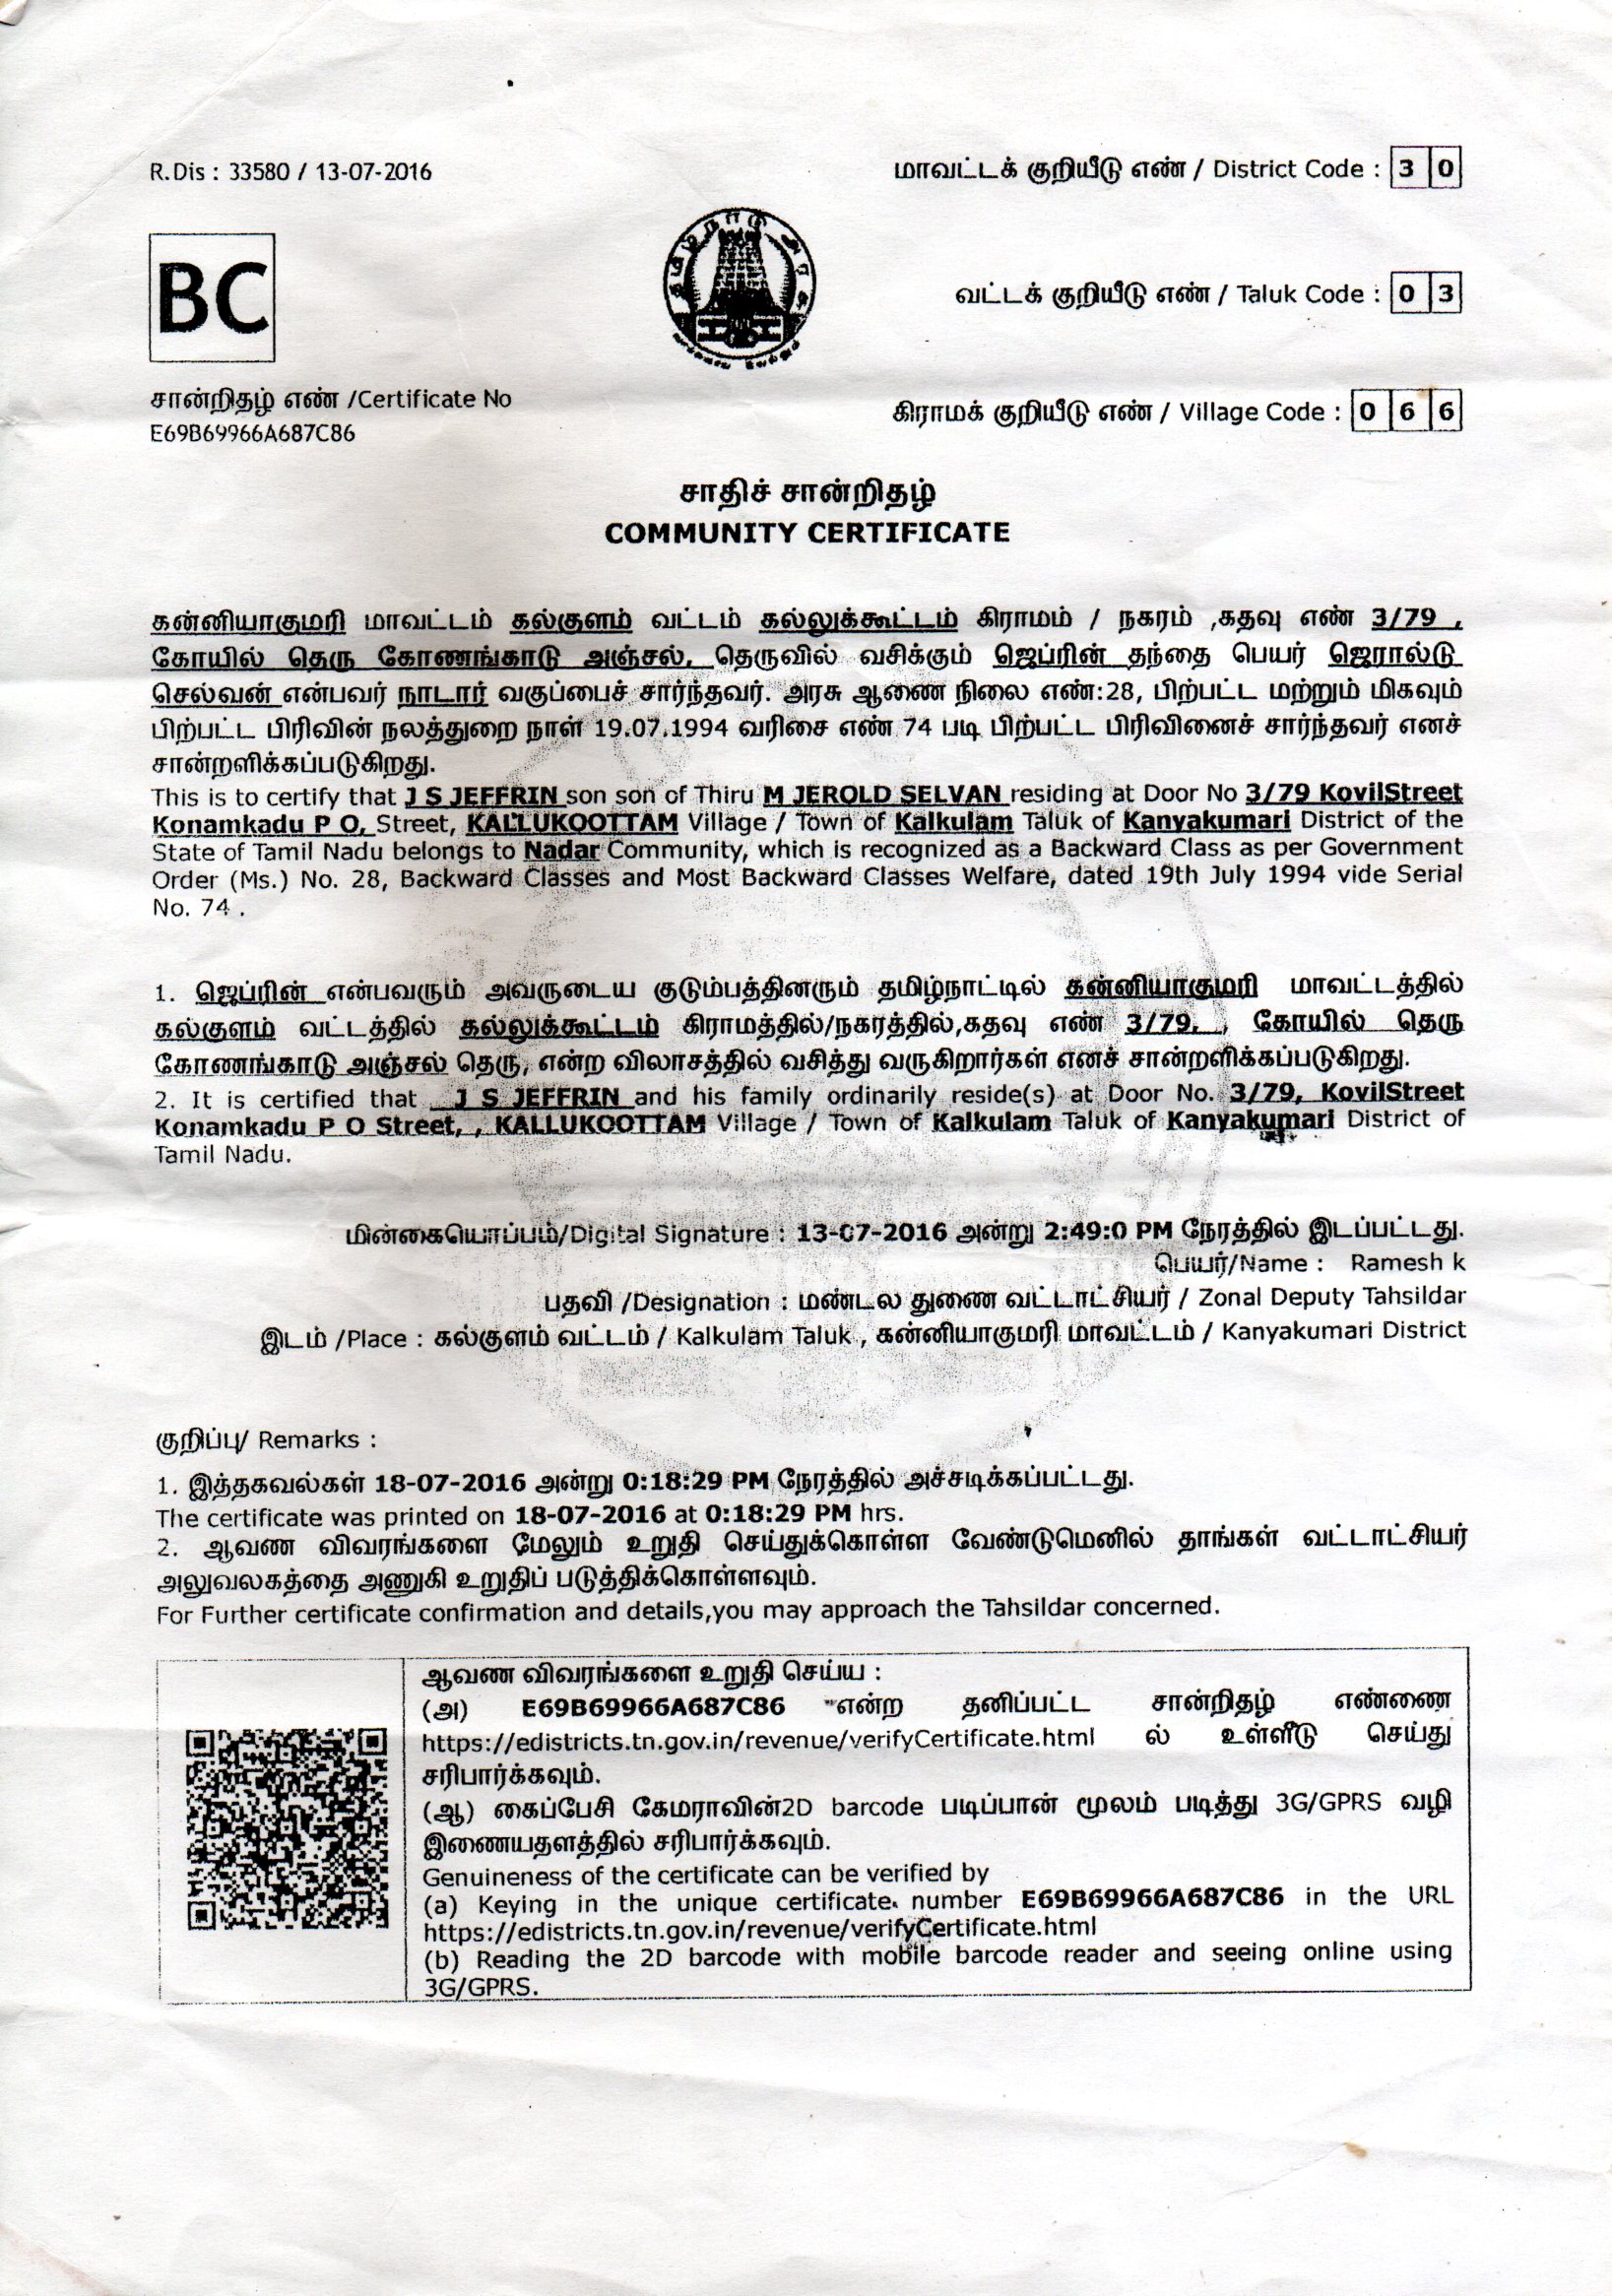 R.Dis : 33580 / 13-07-2016
மாவட்டக் குறியீடு எண் / District Code : 3 0
BC
தமிழ்நாடு அரசு
வட்டக் குறியீடு எண் / Taluk Code : 0 3
சான்றிதழ் எண் /Certificate No
E69B69966A687C86
கிராமக் குறியீடு எண் / Village Code : 0 6 6
சாதிச் சான்றிதழ்
COMMUNITY CERTIFICATE
கன்னியாகுமரி மாவட்டம் கல்குளம் வட்டம் கல்லுக்கூட்டம் கிராமம் / நகரம் ,கதவு எண் 3/79 ,
கோயில் தெரு கோணங்காடு அஞ்சல், தெருவில் வசிக்கும் ஜெப்ரின் தந்தை பெயர் ஜெரால்டு
செல்வன் என்பவர் நாடார் வகுப்பைச் சார்ந்தவர். அரசு ஆணை நிலை எண்:28, பிற்பட்ட மற்றும் மிகவும்
பிற்பட்ட பிரிவின் நலத்துறை நாள் 19.07.1994 வரிசை எண் 74 படி பிற்பட்ட பிரிவினைச் சார்ந்தவர் எனச்
சான்றளிக்கப்படுகிறது.
This is to certify that J S JEFFRIN son son of Thiru M JEROLD SELVAN residing at Door No 3/79 KovilStreet
Konamkadu P O, Street, KALLUKOOTTAM Village / Town of Kalkulam Taluk of Kanyakumari District of the
State of Tamil Nadu belongs to Nadar Community, which is recognized as a Backward Class as per Government
Order (Ms.) No. 28, Backward Classes and Most Backward Classes Welfare, dated 19th July 1994 vide Serial
No. 74 .
1. ஜெப்ரின் என்பவரும் அவருடைய குடும்பத்தினரும் தமிழ்நாட்டில் கன்னியாகுமரி மாவட்டத்தில்
கல்குளம் வட்டத்தில் கல்லுக்கூட்டம் கிராமத்தில்/நகரத்தில்,கதவு எண் 3/79, , கோயில் தெரு
கோணங்காடு அஞ்சல் தெரு, என்ற விலாசத்தில் வசித்து வருகிறார்கள் எனச் சான்றளிக்கப்படுகிறது.
2. It is certified that J S JEFFRIN and his family ordinarily reside(s) at Door No. 3/79, KovilStreet
Konamkadu P O Street, , KALLUKOOTTAM Village / Town of Kalkulam Taluk of Kanyakumari District of
Tamil Nadu.
மின்கையொப்பம்/Digital Signature : 13-07-2016 அன்று 2:49:0 PM நேரத்தில் இடப்பட்டது.
பெயர்/Name : Ramesh k
பதவி /Designation : மண்டல துணை வட்டாட்சியர் / Zonal Deputy Tahsildar
இடம் /Place : கல்குளம் வட்டம் / Kalkulam Taluk , கன்னியாகுமரி மாவட்டம் / Kanyakumari District
குறிப்பு/ Remarks :
1. இத்தகவல்கள் 18-07-2016 அன்று 0:18:29 PM நேரத்தில் அச்சடிக்கப்பட்டது.
The certificate was printed on 18-07-2016 at 0:18:29 PM hrs.
2. ஆவண விவரங்களை மேலும் உறுதி செய்துக்கொள்ள வேண்டுமெனில் தாங்கள் வட்டாட்சியர்
அலுவலகத்தை அணுகி உறுதிப் படுத்திக்கொள்ளவும்.
For Further certificate confirmation and details,you may approach the Tahsildar concerned.
ஆவண விவரங்களை உறுதி செய்ய :
(அ) E69B69966A687C86 என்ற தனிப்பட்ட சான்றிதழ் எண்ணை
https://edistricts.tn.gov.in/revenue/verifyCertificate.html ல் உள்ளீடு செய்து
சரிபார்க்கவும்.
(ஆ) கைப்பேசி கேமராவின்2D barcode படிப்பான் மூலம் படித்து 3G/GPRS வழி
இணையதளத்தில் சரிபார்க்கவும்.
Genuineness of the certificate can be verified by
(a) Keying in the unique certificate. number E69B69966A687C86 in the URL
https://edistricts.tn.gov.in/revenue/verifyCertificate.html
(b) Reading the 2D barcode with mobile barcode reader and seeing online using
3G/GPRS.